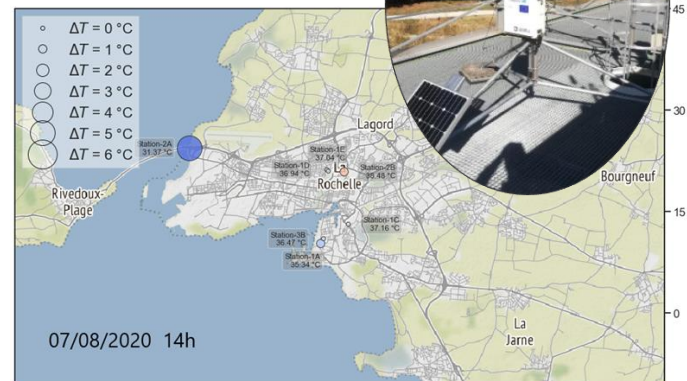 ΔT = 0 °C
ΔT = 1 °C
ΔT = 2 °C
ΔT = 3 °C
ΔT = 4 °C
ΔT = 5 °C
ΔT = 6 °C
45
30
15
0
Lagord
Station-2A
31.37 °C
Station-1E
37.04 °C
Station-1D
36.94 °C
La
Rochelle
Station-2B
Bourgneuf
Rivedoux-
Plage
Station-1C
37.16 °C
Station-3B
36.47 °C
Station-1A
35.34 °C
07/08/2020 14h
La
Jarne